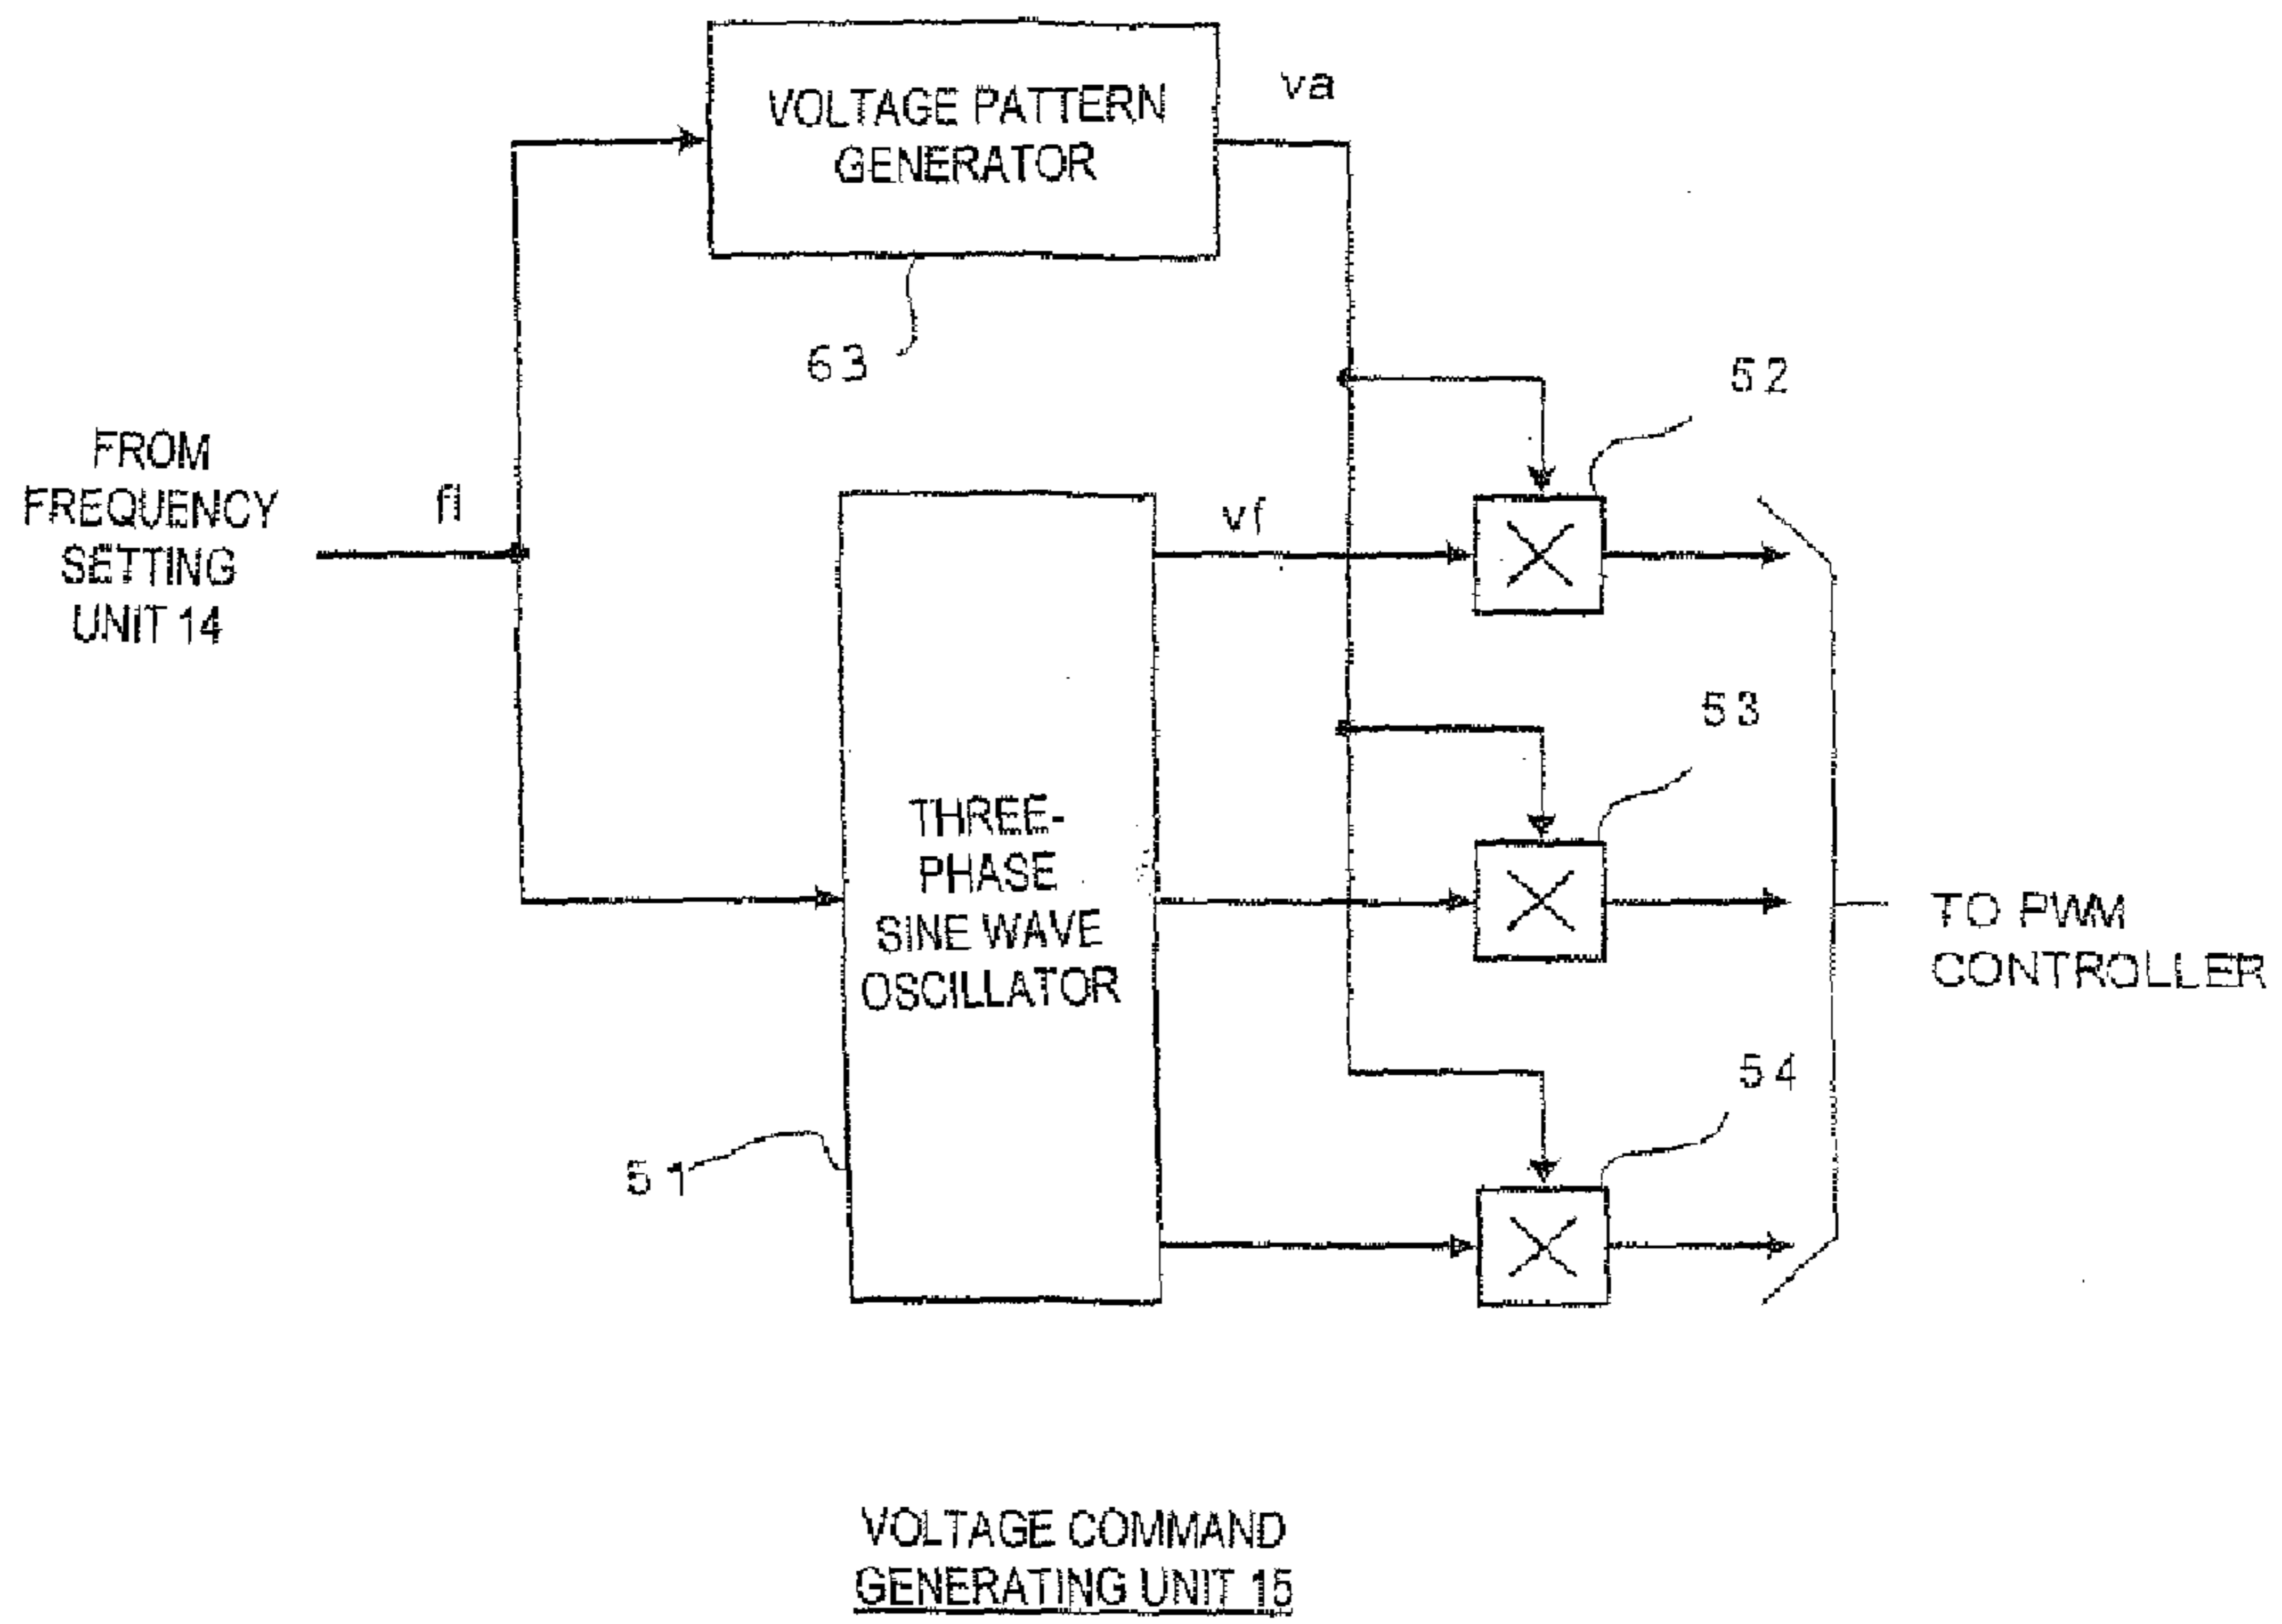 VOLTAGE PATTERN
GENERATOR
va
63
52
FROM
FREQUENCY
SETTING
UNIT 14
fl
vf
53
THREE-
PHASE
SINE WAVE
OSCILLATOR
TO PWM
CONTROLLER
54
51
VOLTAGE COMMAND
GENERATING UNIT 15